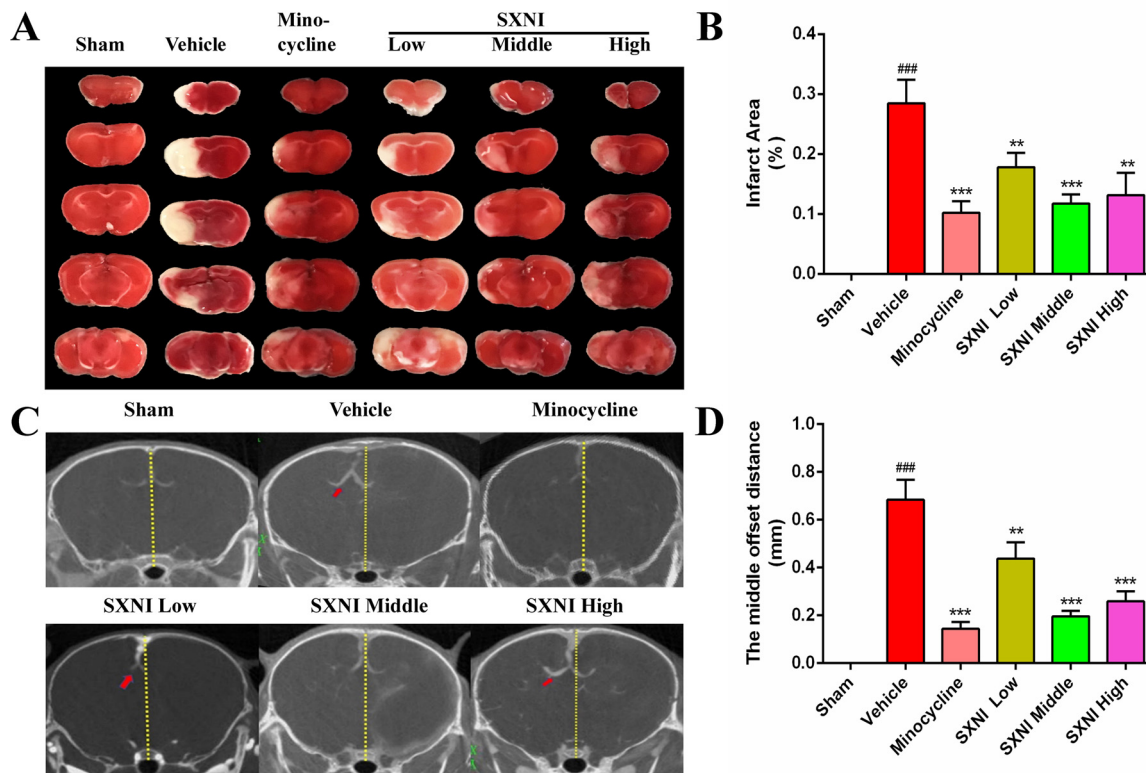 A
Sham
Vehicle
Mino-
cycline
SXNI
Low
Middle
High
B
Infarct Area
(%)
0.4
0.3
0.2
0.1
0.0
###
***
**
***
**
Sham
Vehicle
Minocycline
SXNI Low
SXNI Middle
SXNI High
C
Sham
Vehicle
Minocycline
SXNI Low
SXNI Middle
SXNI High
D
The middle offset distance
(mm)
1.0
0.8
0.6
0.4
0.2
0.0
###
***
**
***
***
Sham
Vehicle
Minocycline
SXNI Low
SXNI Middle
SXNI High